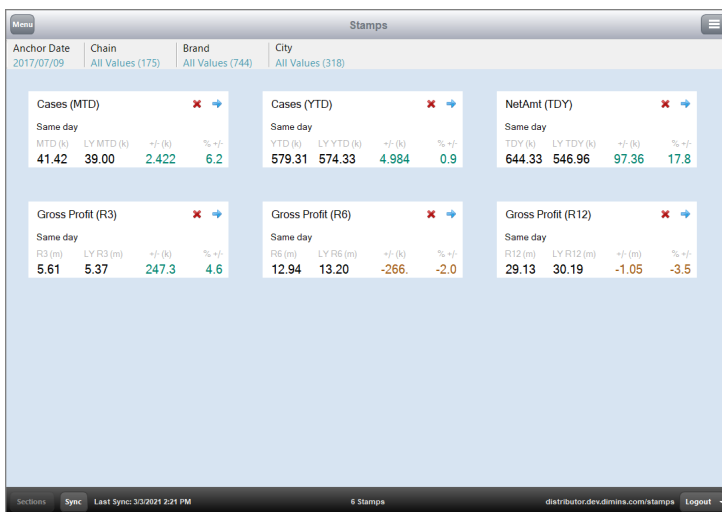 Menu Stamps
Anchor Date Chain Brand City
2017/07/09 All Values (175) All Values (744) All Values (318)
Cases (MTD) Cases (YTD) NetAmt (TDY)
Same day Same day Same day
MTD (k) LY MTD (k) +/- (k) % +/- YTD (k) LY YTD (k) +/- (k) % +/- TDY (k) LY TDY (k) +/- (k) % +/-
41.42 39.00 2.422 6.2 579.31 574.33 4.984 0.9 644.33 546.96 97.36 17.8
Gross Profit (R3) Gross Profit (R6) Gross Profit (R12)
Same day Same day Same day
R3 (m) LY R3 (m) +/- (k) % +/- R6 (m) LY R6 (m) +/- (k) % +/- R12 (m) LY R12 (m) +/- (m) % +/-
5.61 5.37 247.3 4.6 12.94 13.20 -266. -2.0 29.13 30.19 -1.05 -3.5
Sections Sync Last Sync: 3/3/2021 2:21 PM 6 Stamps distributor.dev.dimins.com/stamps Logout